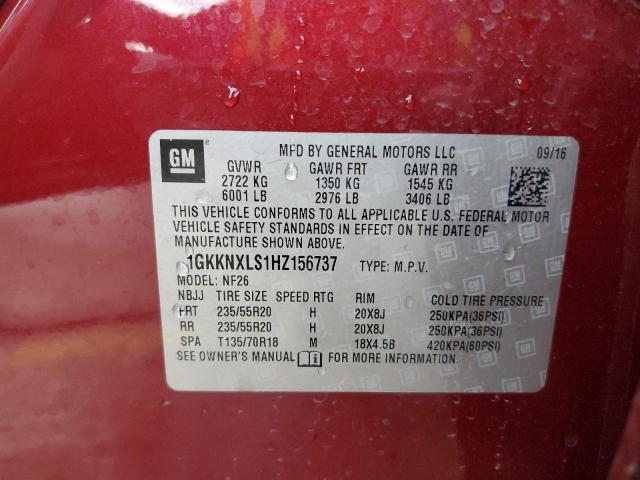 GM ®
MFD BY GENERAL MOTORS LLC 09/16
GVWR GAWR FRT GAWR RR
2722 KG 1350 KG 1545 KG
6001 LB 2976 LB 3406 LB
THIS VEHICLE CONFORMS TO ALL APPLICABLE U.S. FEDERAL MOTOR
VEHICLE SAFETY STANDARDS IN EFFECT ON THE DATE OF
MANUFACTURE SHOWN ABOVE.
1GKKNXLS1HZ156737 TYPE: M.P.V.
MODEL: NF26
NBJJ TIRE SIZE SPEED RTG RIM COLD TIRE PRESSURE
FRT 235/55R20 H 20X8J 250KPA(36PSI)
RR 235/55R20 H 20X8J 250KPA(36PSI)
SPA T135/70R18 M 18X4.5B 420KPA(60PSI)
SEE OWNER'S MANUAL FOR MORE INFORMATION